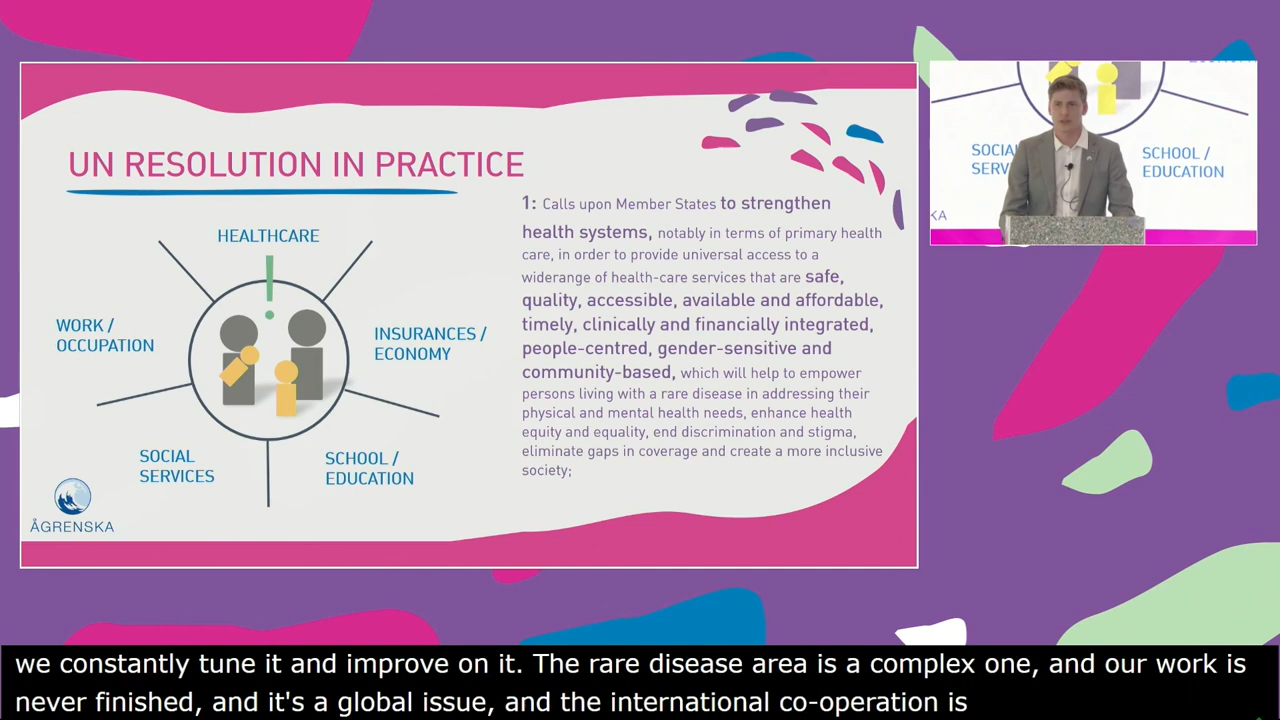 UN RESOLUTION IN PRACTICE
HEALTHCARE
WORK /
OCCUPATION
INSURANCES /
ECONOMY
SOCIAL
SERVICES
SCHOOL /
EDUCATION
ÅGRENSKA
1: Calls upon Member States to strengthen
health systems, notably in terms of primary health
care, in order to provide universal access to a
widerange of health-care services that are safe,
quality, accessible, available and affordable,
timely, clinically and financially integrated,
people-centred, gender-sensitive and
community-based, which will help to empower
persons living with a rare disease in addressing their
physical and mental health needs, enhance health
equity and equality, end discrimination and stigma,
eliminate gaps in coverage and create a more inclusive
society;
SOCIA
SERV
SCHOOL /
EDUCATION
KA
we constantly tune it and improve on it. The rare disease area is a complex one, and our work is
never finished, and it's a global issue, and the international co-operation is